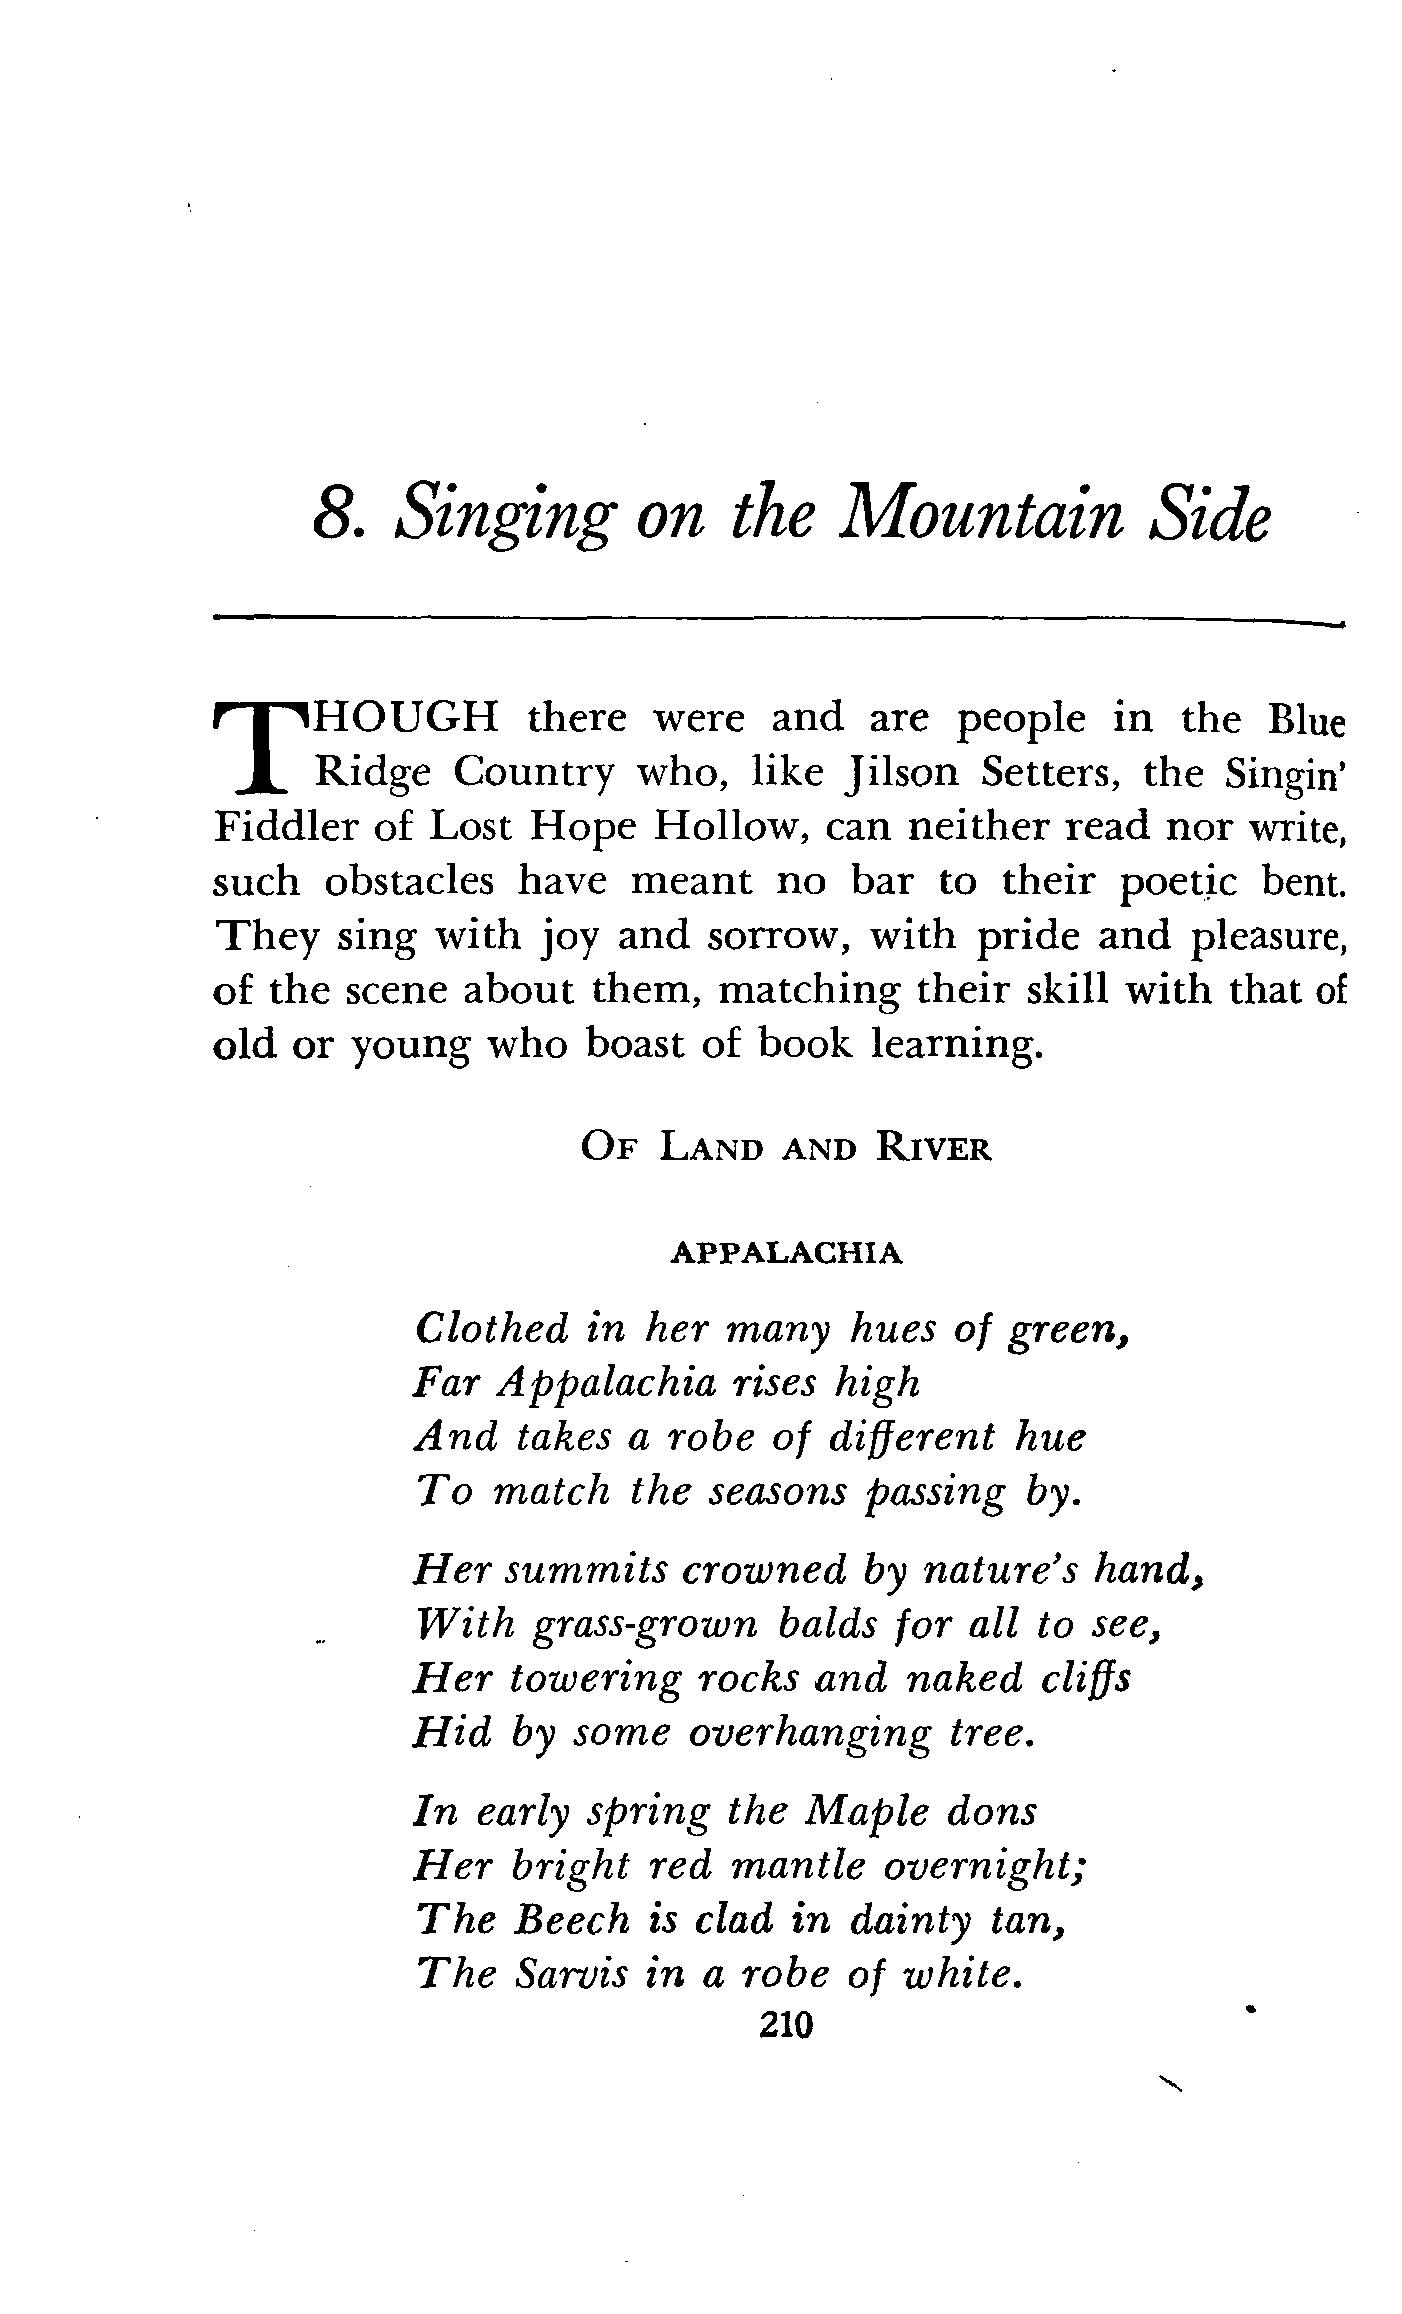 8. Singing on the Mountain Side
THOUGH there were and are people in the Blue
Ridge Country who, like Jilson Setters, the Singin'
Fiddler of Lost Hope Hollow, can neither read nor write,
such obstacles have meant no bar to their poetic bent.
They sing with joy and sorrow, with pride and pleasure,
of the scene about them, matching their skill with that of
old or young who boast of book learning.
OF LAND AND RIVER
APPALACHIA
Clothed in her many hues of green,
Far Appalachia rises high
And takes a robe of different hue
To match the seasons passing by.
Her summits crowned by nature's hand,
With grass-grown balds for all to see,
Her towering rocks and naked cliffs
Hid by some overhanging tree.
In early spring the Maple dons
Her bright red mantle overnight;
The Beech is clad in dainty tan,
The Sarvis in a robe of white.
210